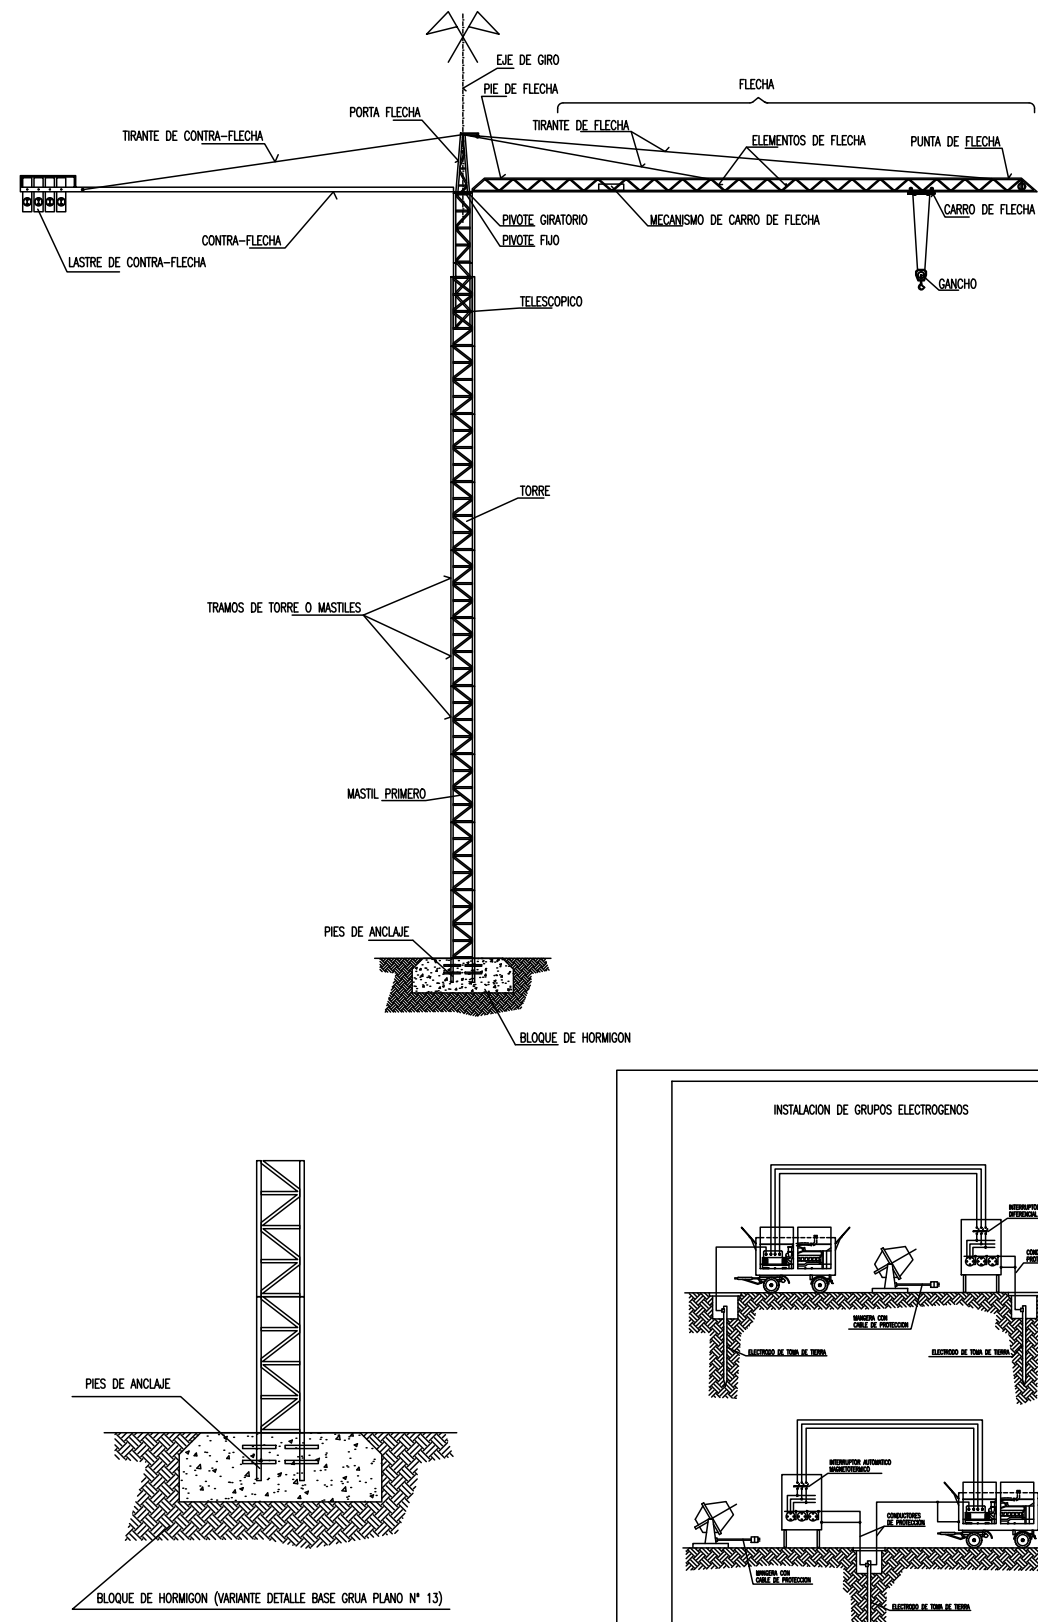 EJE DE GIRO
PIE DE FLECHA
FLECHA
PORTA FLECHA
TIRANTE DE CONTRA-FLECHA
TIRANTE DE FLECHA
ELEMENTOS DE FLECHA
PUNTA DE FLECHA
PIVOTE GIRATORIO
MECANISMO DE CARRO DE FLECHA
CARRO DE FLECHA
CONTRA-FLECHA
PIVOTE FIJO
LASTRE DE CONTRA-FLECHA
GANCHO
TELESCOPICO
TORRE
TRAMOS DE TORRE O MASTILES
MASTIL PRIMERO
PIES DE ANCLAJE
BLOQUE DE HORMIGON
INSTALACION DE GRUPOS ELECTROGENOS
INTERRUPTOR
DIFERENCIAL
MANGERA CON
CABLE DE PROTECCION
ELECTRODO DE TOMA DE TIERRA
ELECTRODO DE TOMA DE TIERRA
PIES DE ANCLAJE
BLOQUE DE HORMIGON (VARIANTE DETALLE BASE GRUA PLANO N° 13)
INTERRUPTOR AUTOMATICO
MAGNETOTERMICO
CONDUCTORES
DE PROTECCION
MANGERA CON
CABLE DE PROTECCION
ELECTRODO DE TOMA DE TIERRA